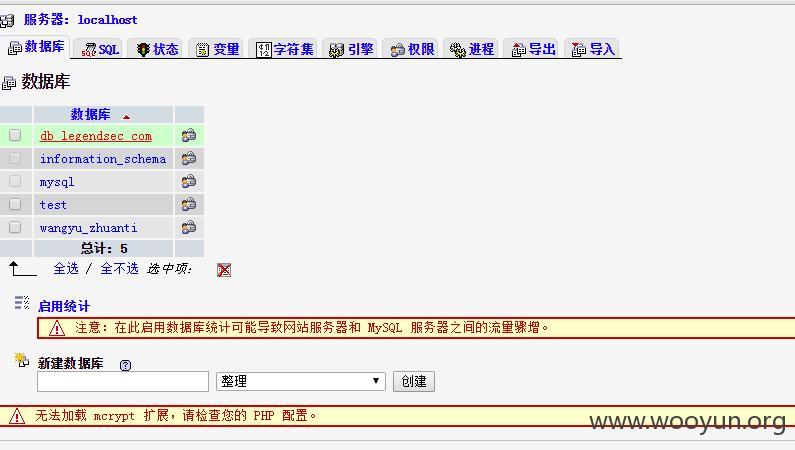 服务器：localhost
数据库 SQL 状态 变量 字符集 引擎 权限 进程 导出 导入
数据库
数据库
db_legendsec_com
information_schema
mysql
test
wangyu_zhuanti
总计：5
全选 / 全不选 选中项：
启用统计
注意：在此启用数据库统计可能导致网站服务器和 MySQL 服务器之间的流量骤增。
新建数据库
整理 创建
无法加载 mcrypt 扩展，请检查您的 PHP 配置。
www.wooyun.org